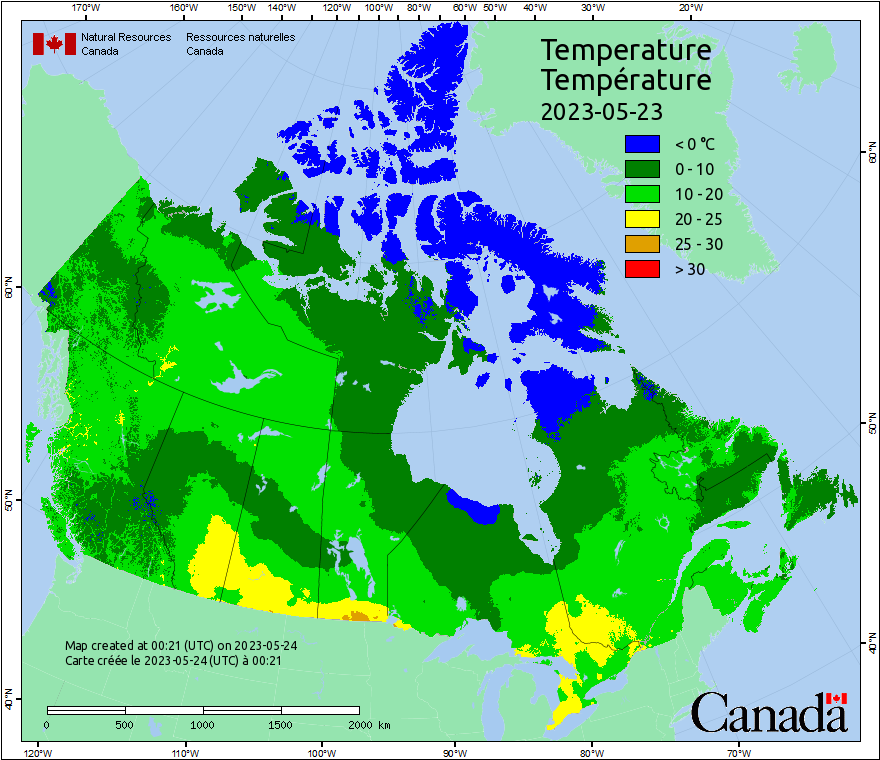 170°W 160°W 150°W 140°W 130°W 120°W 110°W 100°W 90°W 80°W 60°W 50°W 40°W 30°W 20°W
Natural Resources Ressources naturelles
Canada Canada
Temperature
Température
2023-05-23
< 0 °C
0 - 10
10 - 20
20 - 25
25 - 30
> 30
60°N 60°N
50°N 50°N
40°N 40°N
Map created at 00:21 (UTC) on 2023-05-24
Carte créée le 2023-05-24 (UTC) à 00:21
0 500 1000 1500 2000 km
Canada
120°W 110°W 100°W 90°W 80°W 70°W